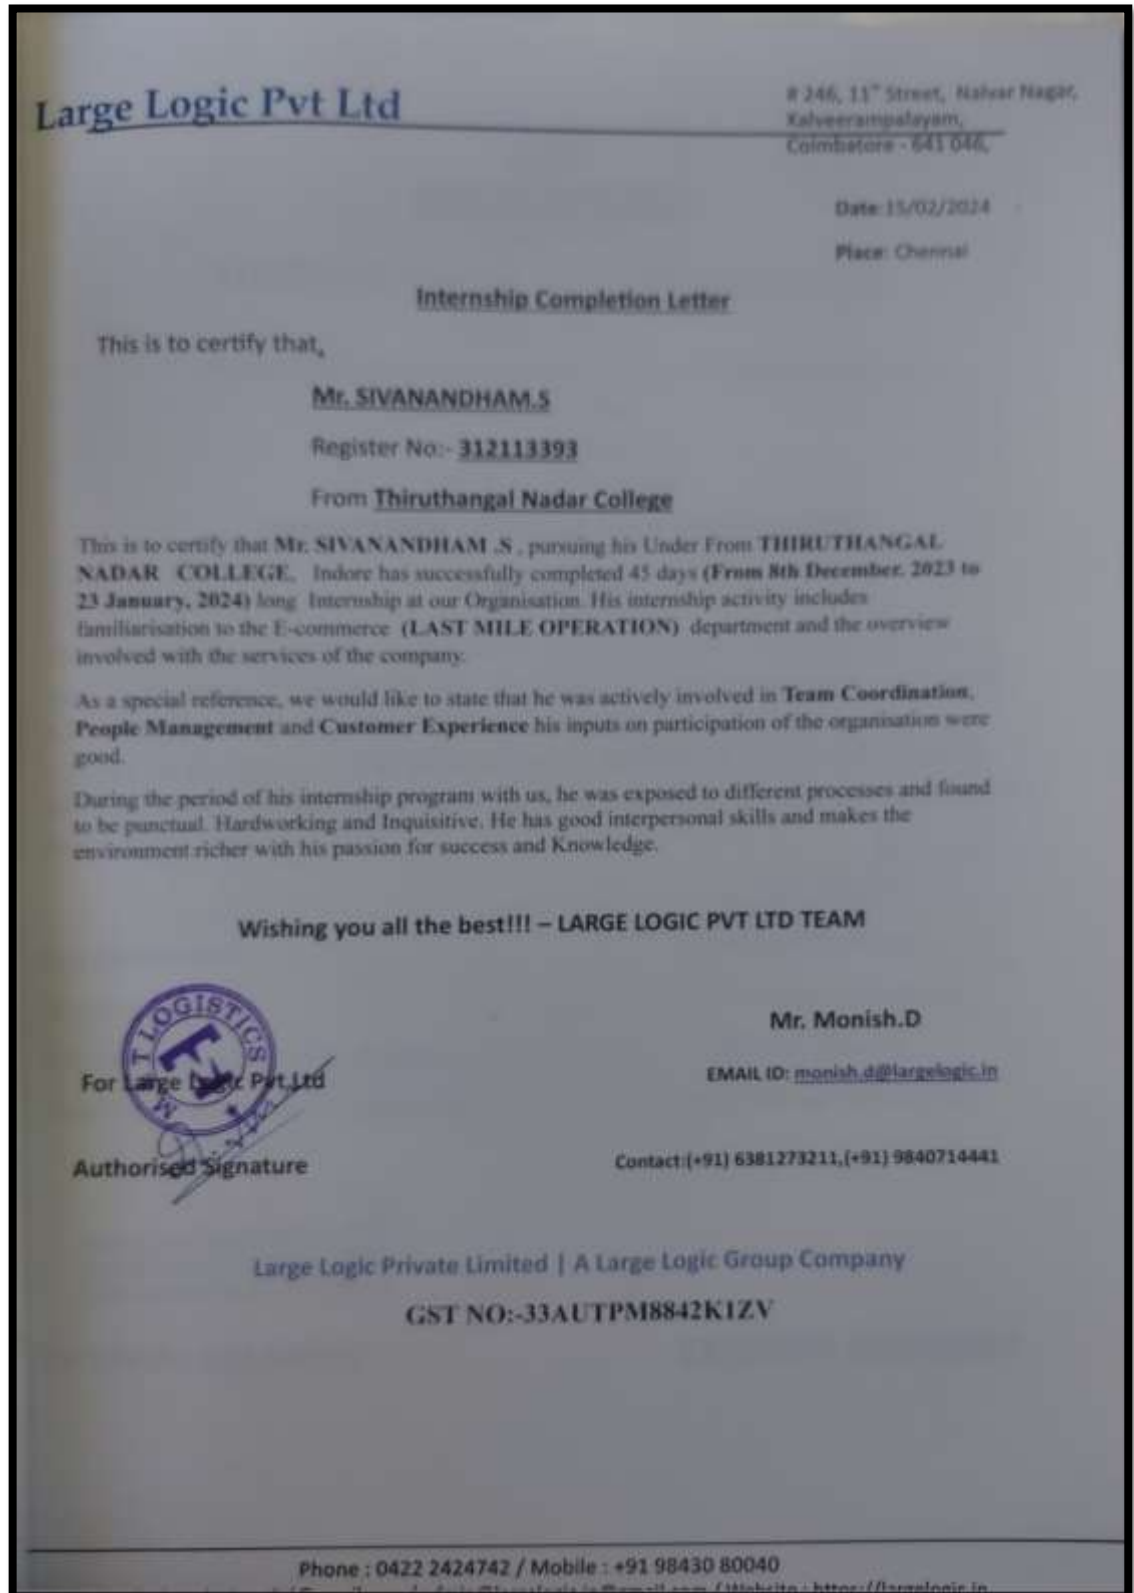 Large Logic Pvt Ltd
# 246, 11th Street, Nalvar Nagar,
Kalveerampalayam,
Coimbatore - 641 046,
Date:15/02/2024
Place: Chennai
Internship Completion Letter
This is to certify that,
Mr. SIVANANDHAM.S
Register No:- 312113393
From Thiruthangal Nadar College
This is to certify that Mr. SIVANANDHAM .S , pursuing his Under From THIRUTHANGAL
NADAR COLLEGE, Indore has successfully completed 45 days (From 8th December, 2023 to
23 January, 2024) long Internship at our Organisation. His internship activity includes
familiarisation to the E-commerce (LAST MILE OPERATION) department and the overview
involved with the services of the company.
As a special reference, we would like to state that he was actively involved in Team Coordination,
People Management and Customer Experience his inputs on participation of the organisation were
good.
During the period of his internship program with us, he was exposed to different processes and found
to be punctual. Hardworking and Inquisitive. He has good interpersonal skills and makes the
environment richer with his passion for success and Knowledge.
Wishing you all the best!!! – LARGE LOGIC PVT LTD TEAM
LOGISTICS
Mr. Monish.D
For Large Logic Pvt Ltd
EMAIL ID: monish.d@largelogic.in
Authorised Signature
Contact:(+91) 6381273211,(+91) 9840714441
Large Logic Private Limited | A Large Logic Group Company
GST NO:-33AUTPM8842K1ZV
Phone : 0422 2424742 / Mobile : +91 98430 80040